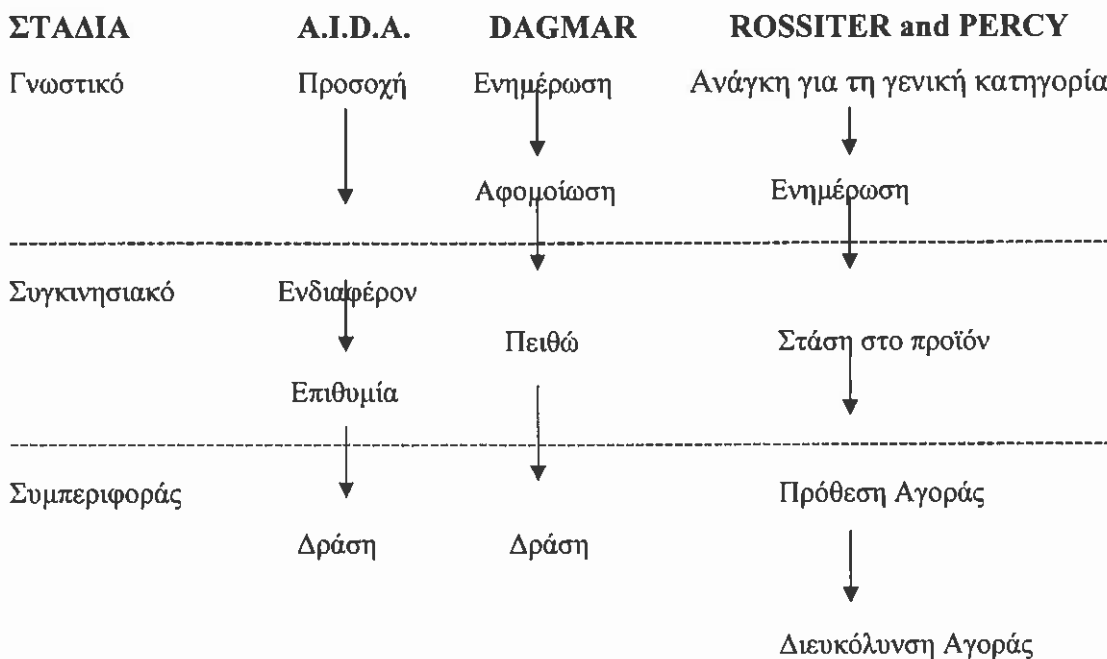 ΣΤΑΔΙΑ A.I.D.A. DAGMAR ROSSITER and PERCY
Γνωστικό Προσοχή Ενημέρωση Ανάγκη για τη γενική κατηγορία
Αφομοίωση Ενημέρωση
Συγκινησιακό Ενδιαφέρον
Πειθώ Στάση στο προϊόν
Επιθυμία
Συμπεριφοράς Πρόθεση Αγοράς
Δράση Δράση
Διευκόλυνση Αγοράς